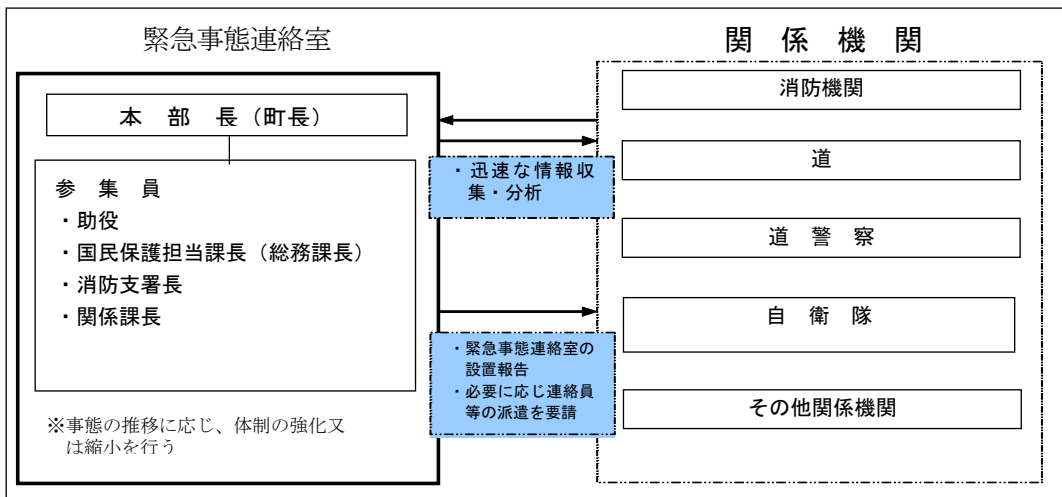 緊急事態連絡室
本 部 長（町長）
参 集 員
・助役
・国民保護担当課長（総務課長）
・消防支署長
・関係課長
※事態の推移に応じ、体制の強化又
は縮小を行う
・迅速な情報収
集・分析
・緊急事態連絡室の
設置報告
・必要に応じ連絡員
等の派遣を要請
関 係 機 関
消防機関
道
道 警 察
自 衛 隊
その他関係機関